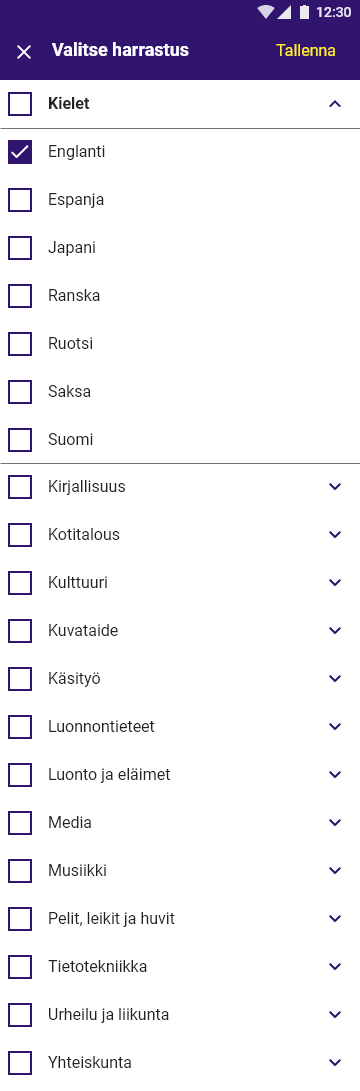 12:30
Valitse harrastus
Tallenna
Kielet
Englanti
Espanja
Japani
Ranska
Ruotsi
Saksa
Suomi
Kirjallisuus
Kotitalous
Kulttuuri
Kuvataide
Käsityö
Luonnontieteet
Luonto ja eläimet
Media
Musiikki
Pelit, leikit ja huvit
Tietotekniikka
Urheilu ja liikunta
Yhteiskunta